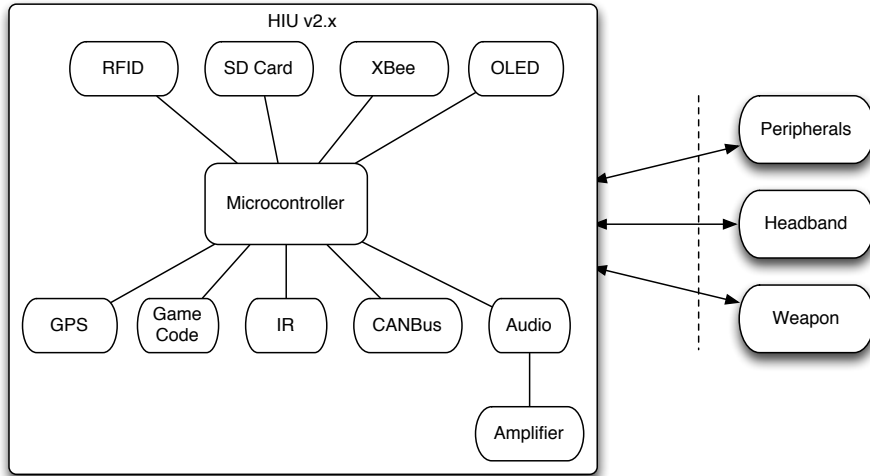 HIU v2.x
RFID
SD Card
XBee
OLED
Peripherals
Microcontroller
Headband
GPS
Game
Code
IR
CANBus
Audio
Weapon
Amplifier